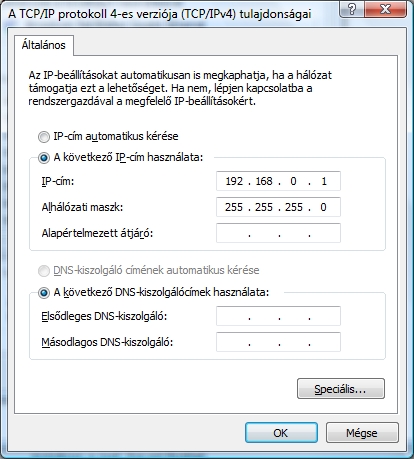 A TCP/IP protokoll 4-es verziója (TCP/IPv4) tulajdonságai
Általános
Az IP-beállításokat automatikusan is megkaphatja, ha a hálózat
támogatja ezt a lehetőséget. Ha nem, lépjen kapcsolatba a
rendszergazdával a megfelelő IP-beállításokért.
IP-cím automatikus kérése
A következő IP-cím használata:
IP-cím: 192 . 168 . 0 . 1
Alhálózati maszk: 255 . 255 . 255 . 0
Alapértelmezett átjáró: . . .
DNS-kiszolgáló címének automatikus kérése
A következő DNS-kiszolgálócímek használata:
Elsődleges DNS-kiszolgáló: . . .
Másodlagos DNS-kiszolgáló: . . .
Speciális...
OK Mégse